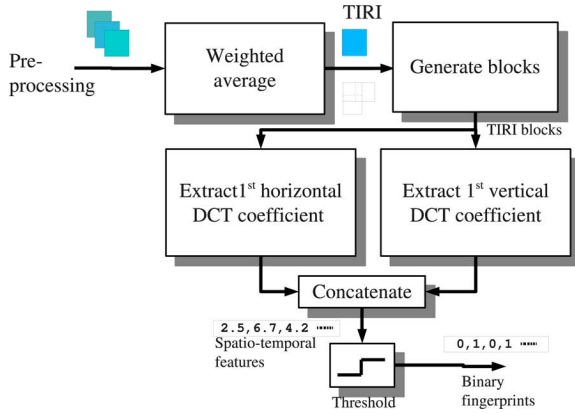 TIRI
Pre-
processing
Weighted
average
Generate blocks
TIRI blocks
Extract1st horizontal
DCT coefficient
Extract 1st vertical
DCT coefficient
Concatenate
2.5,6.7,4.2 ·····
Spatio-temporal
features
0,1,0,1 ·····
Binary
fingerprints
Threshold